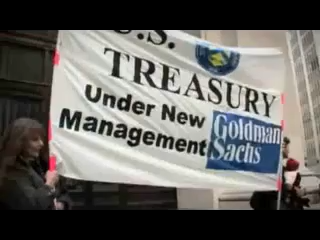 U.S.
TREASURY
Under New
Management
Goldman
Sachs